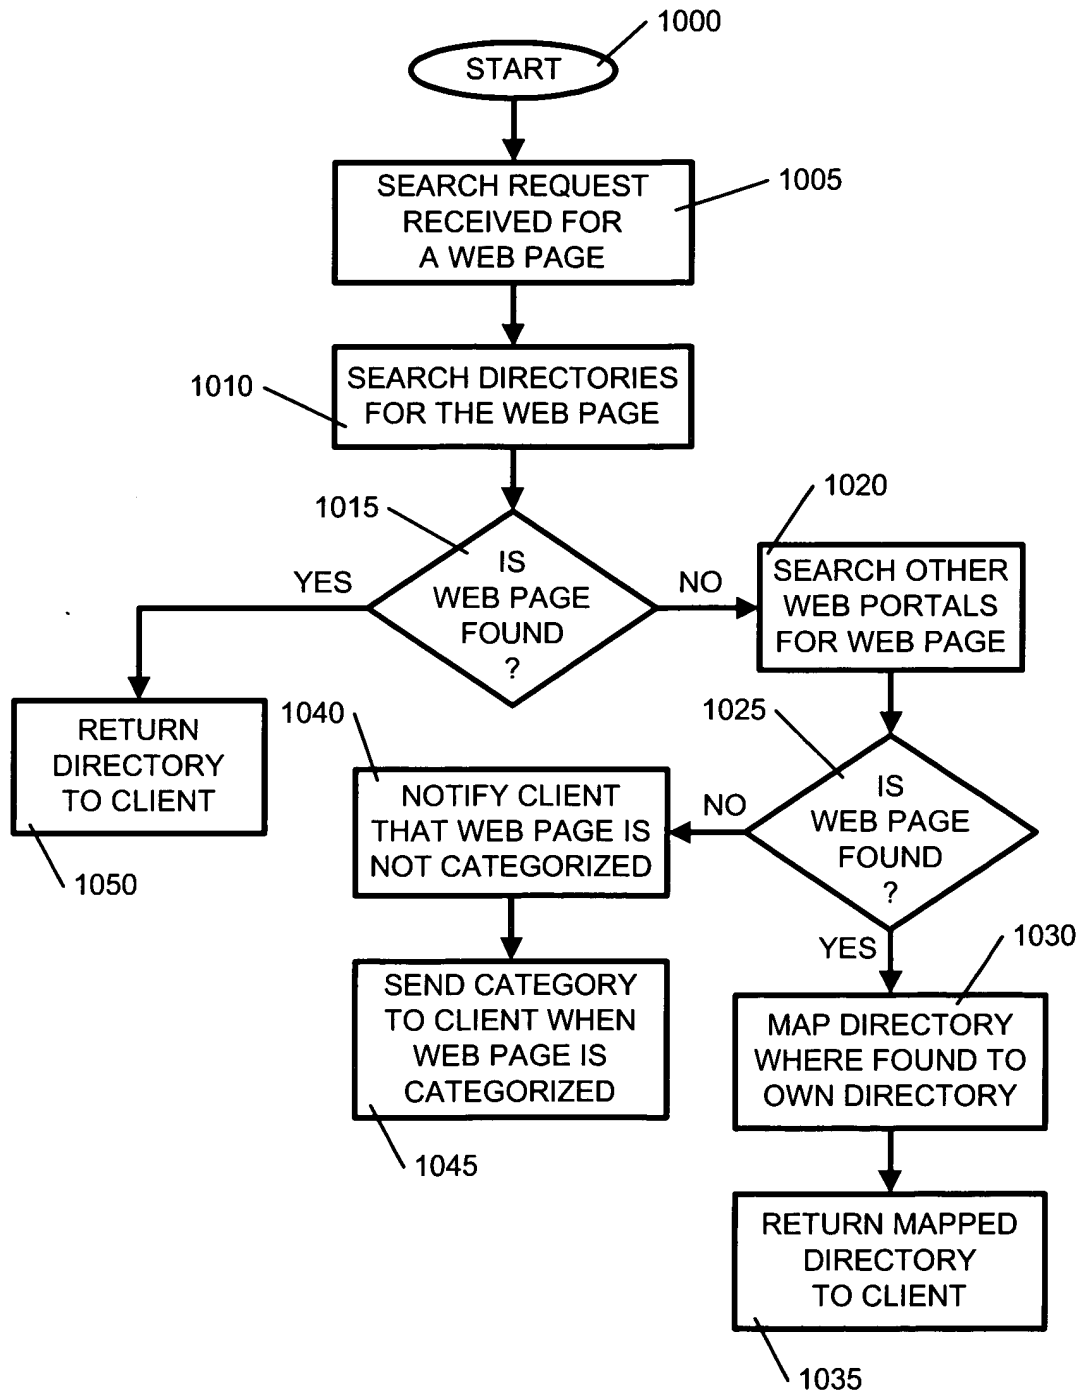 1000
START
1005
SEARCH REQUEST
RECEIVED FOR
A WEB PAGE
1010
SEARCH DIRECTORIES
FOR THE WEB PAGE
1015
IS
WEB PAGE
FOUND
?
YES
NO
1020
SEARCH OTHER
WEB PORTALS
FOR WEB PAGE
RETURN
DIRECTORY
TO CLIENT
1050
1025
IS
WEB PAGE
FOUND
?
NO
YES
1040
NOTIFY CLIENT
THAT WEB PAGE IS
NOT CATEGORIZED
SEND CATEGORY
TO CLIENT WHEN
WEB PAGE IS
CATEGORIZED
1045
1030
MAP DIRECTORY
WHERE FOUND TO
OWN DIRECTORY
RETURN MAPPED
DIRECTORY
TO CLIENT
1035